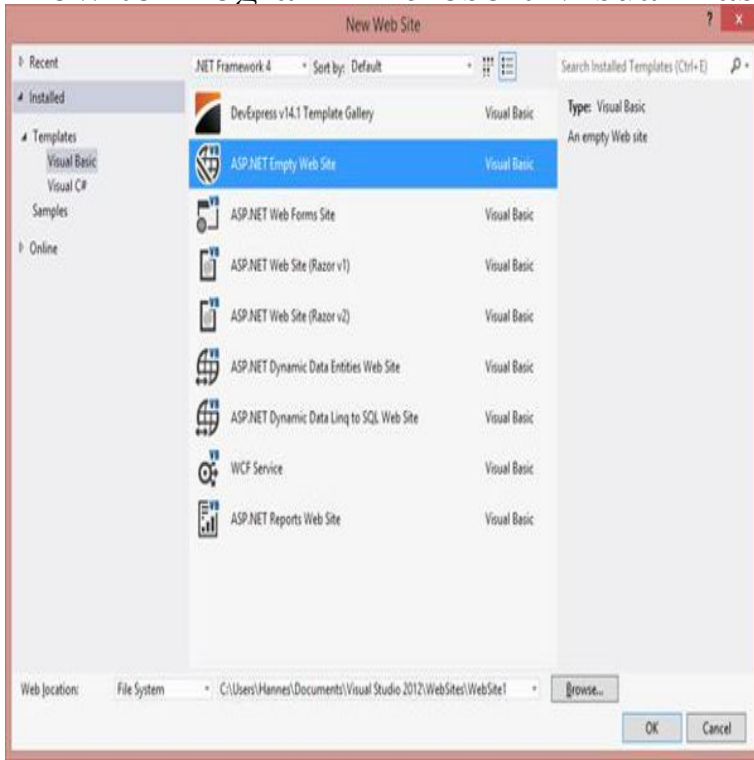 New Web Site
? x
Recent
Installed
Templates
Visual Basic
Visual C#
Samples
Online
.NET Framework 4
Sort by: Default
Search Installed Templates (Ctrl+E)
DevExpress v14.1 Template Gallery Visual Basic
ASP.NET Empty Web Site Visual Basic
ASP.NET Web Forms Site Visual Basic
ASP.NET Web Site (Razor v1) Visual Basic
ASP.NET Web Site (Razor v2) Visual Basic
ASP.NET Dynamic Data Entities Web Site Visual Basic
ASP.NET Dynamic Data Linq to SQL Web Site Visual Basic
WCF Service Visual Basic
ASP.NET Reports Web Site Visual Basic
Type: Visual Basic
An empty Web site
Web location: File System C:\Users\Hannes\Documents\Visual Studio 2012\WebSites\WebSite1 Browse...
OK Cancel